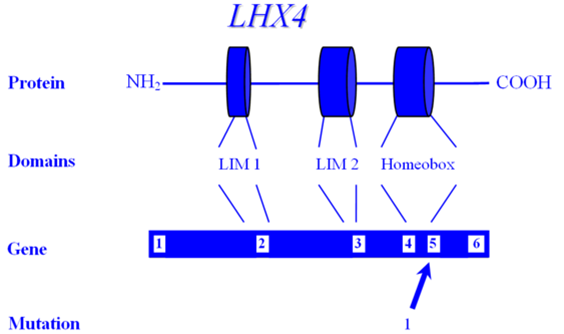 LHX4
Protein NH2 COOH
Domains LIM 1 LIM 2 Homeobox
Gene 1 2 3 4 5 6
Mutation 1